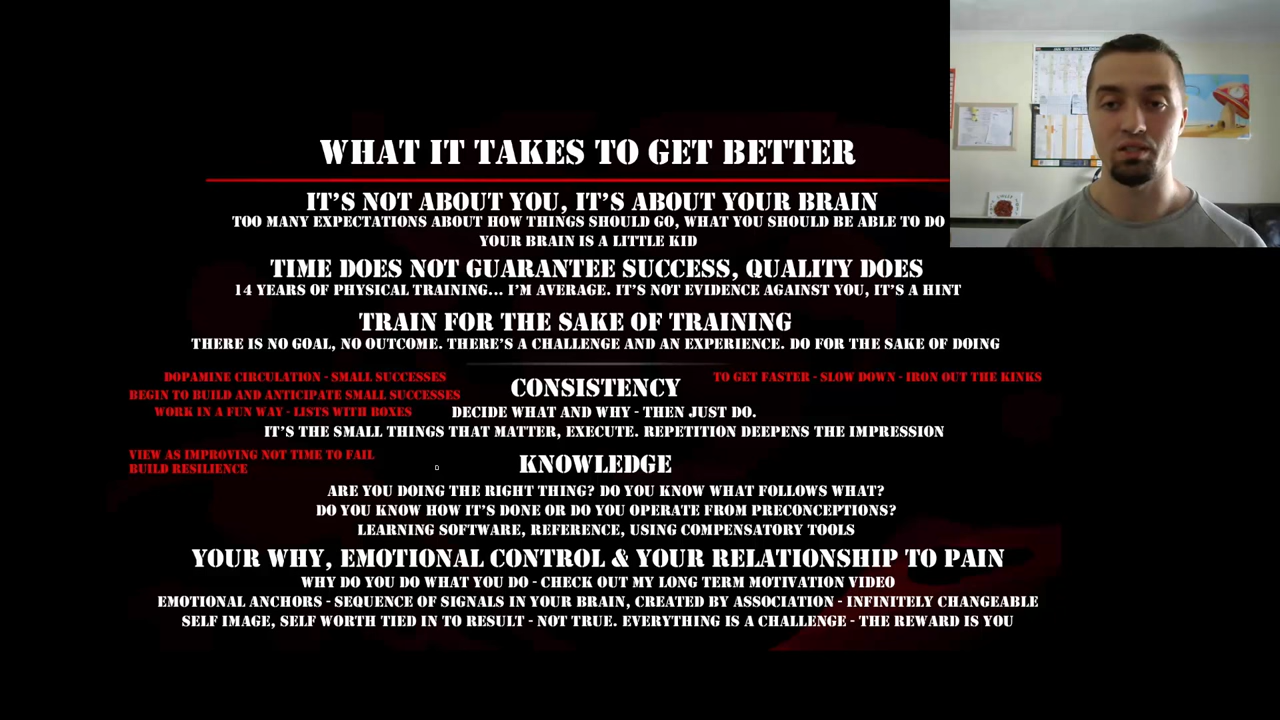 WHAT IT TAKES TO GET BETTER
IT'S NOT ABOUT YOU, IT'S ABOUT YOUR BRAIN
TOO MANY EXPECTATIONS ABOUT HOW THINGS SHOULD GO, WHAT YOU SHOULD BE ABLE TO DO
YOUR BRAIN IS A LITTLE KID
TIME DOES NOT GUARANTEE SUCCESS, QUALITY DOES
14 YEARS OF PHYSICAL TRAINING... I'M AVERAGE. IT'S NOT EVIDENCE AGAINST YOU, IT'S A HINT
TRAIN FOR THE SAKE OF TRAINING
THERE IS NO GOAL, NO OUTCOME. THERE'S A CHALLENGE AND AN EXPERIENCE. DO FOR THE SAKE OF DOING
DOPAMINE CIRCULATION - SMALL SUCCESSES
BEGIN TO BUILD AND ANTICIPATE SMALL SUCCESSES
WORK IN A FUN WAY - LISTS WITH BOXES
TO GET FASTER - SLOW DOWN - IRON OUT THE KINKS
CONSISTENCY
DECIDE WHAT AND WHY - THEN JUST DO.
IT'S THE SMALL THINGS THAT MATTER, EXECUTE. REPETITION DEEPENS THE IMPRESSION
VIEW AS IMPROVING NOT TIME TO FAIL
BUILD RESILIENCE
KNOWLEDGE
ARE YOU DOING THE RIGHT THING? DO YOU KNOW WHAT FOLLOWS WHAT?
DO YOU KNOW HOW IT'S DONE OR DO YOU OPERATE FROM PRECONCEPTIONS?
LEARNING SOFTWARE, REFERENCE, USING COMPENSATORY TOOLS
YOUR WHY, EMOTIONAL CONTROL & YOUR RELATIONSHIP TO PAIN
WHY DO YOU DO WHAT YOU DO - CHECK OUT MY LONG TERM MOTIVATION VIDEO
EMOTIONAL ANCHORS - SEQUENCE OF SIGNALS IN YOUR BRAIN, CREATED BY ASSOCIATION - INFINITELY CHANGEABLE
SELF IMAGE, SELF WORTH TIED IN TO RESULT - NOT TRUE. EVERYTHING IS A CHALLENGE - THE REWARD IS YOU